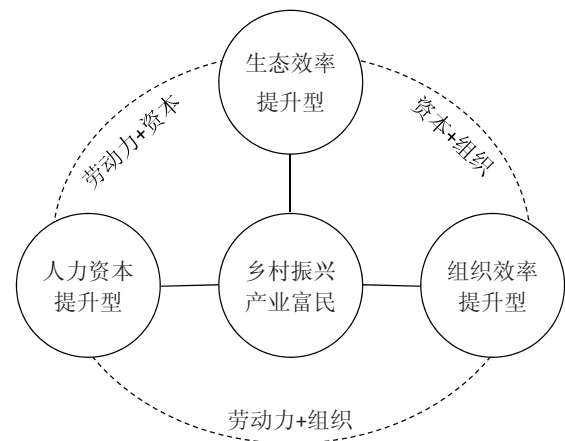 生态效率
提升型
劳动力+资本
资本+组织
人力资本
提升型
乡村振兴
产业富民
组织效率
提升型
劳动力+组织